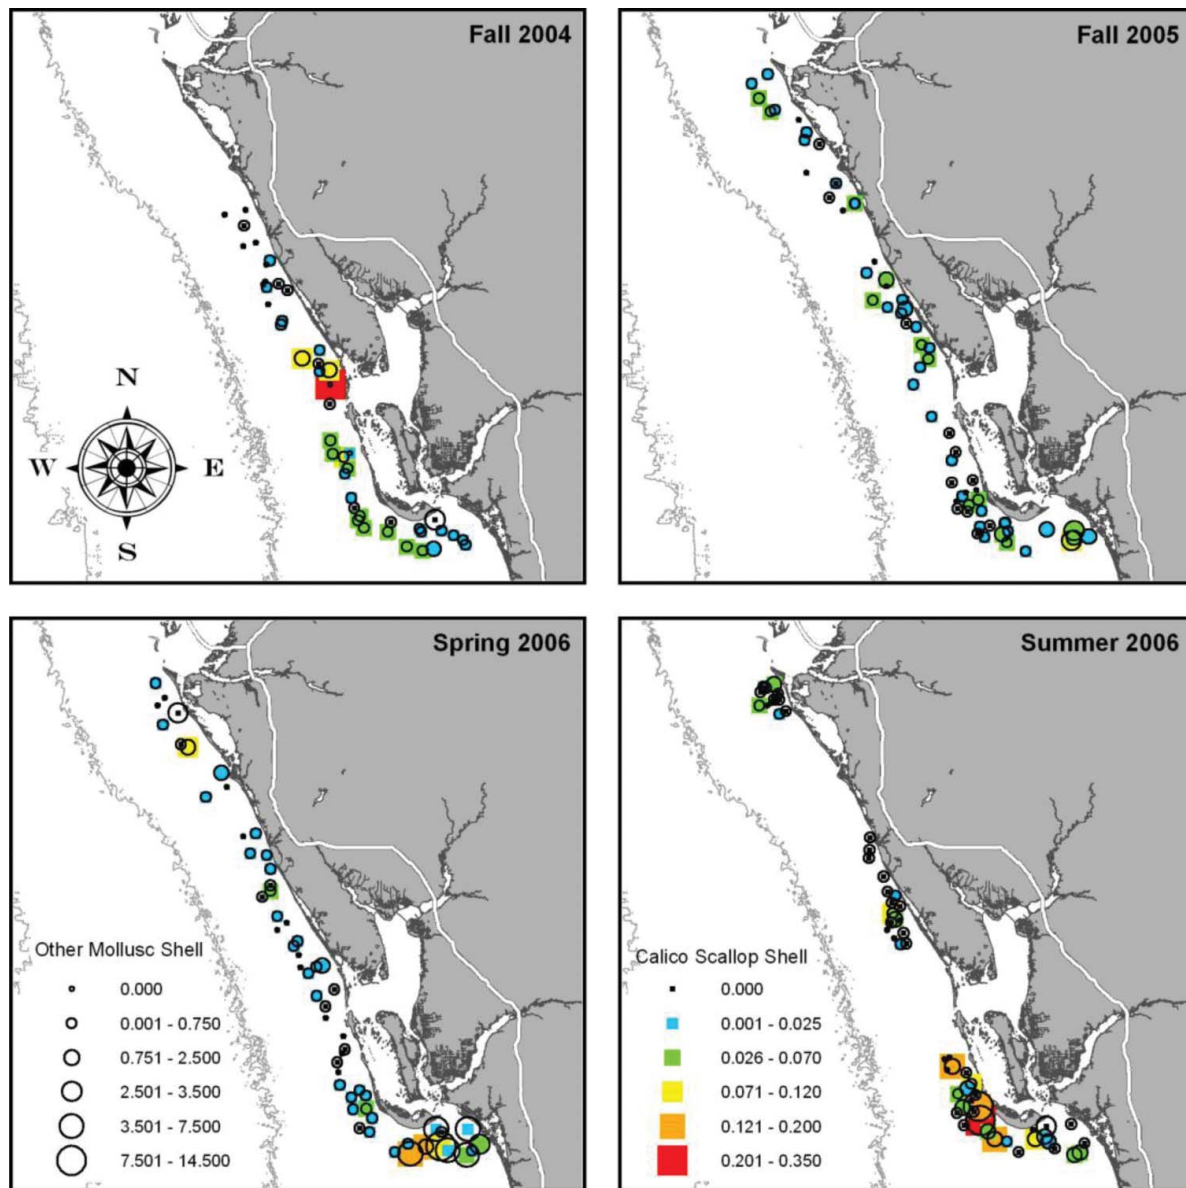 Fall 2004
Fall 2005
N
W E
S
Spring 2006
Summer 2006
Other Mollusc Shell
0.000
0.001 - 0.750
0.751 - 2.500
2.501 - 3.500
3.501 - 7.500
7.501 - 14.500
Calico Scallop Shell
0.000
0.001 - 0.025
0.026 - 0.070
0.071 - 0.120
0.121 - 0.200
0.201 - 0.350